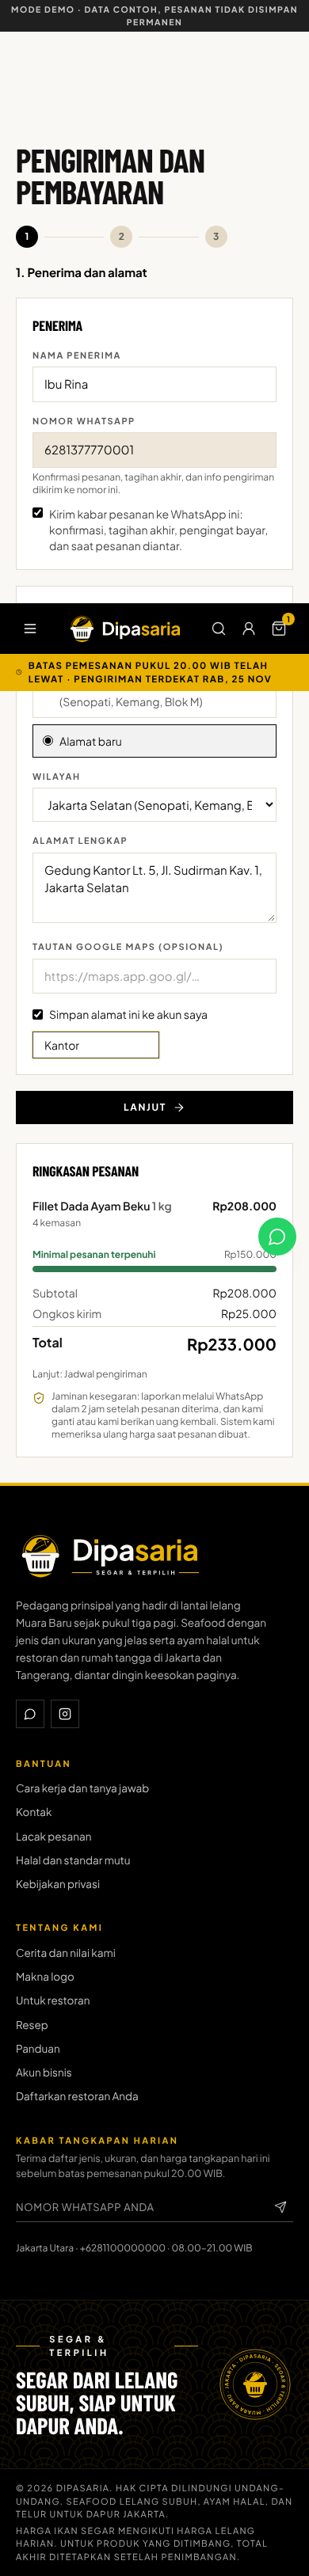 MODE DEMO · DATA CONTOH, PESANAN TIDAK DISIMPAN
PERMANEN
PENGIRIMAN DAN
PEMBAYARAN
1
2
3
1. Penerima dan alamat
PENERIMA
NAMA PENERIMA
Ibu Rina
NOMOR WHATSAPP
6281377770001
Konfirmasi pesanan, tagihan akhir, dan info pengiriman
dikirim ke nomor ini.
Kirim kabar pesanan ke WhatsApp ini:
konfirmasi, tagihan akhir, pengingat bayar,
dan saat pesanan diantar.
Dipasaria
1
BATAS PEMESANAN PUKUL 20.00 WIB TELAH
LEWAT · PENGIRIMAN TERDEKAT RAB, 25 NOV
(Senopati, Kemang, Blok M)
Alamat baru
WILAYAH
Jakarta Selatan (Senopati, Kemang, B
ALAMAT LENGKAP
Gedung Kantor Lt. 5, Jl. Sudirman Kav. 1,
Jakarta Selatan
TAUTAN GOOGLE MAPS (OPSIONAL)
https://maps.app.goo.gl/...
Simpan alamat ini ke akun saya
Kantor
LANJUT
RINGKASAN PESANAN
Fillet Dada Ayam Beku 1 kg Rp208.000
4 kemasan
Minimal pesanan terpenuhi Rp150.000
Subtotal Rp208.000
Ongkos kirim Rp25.000
Total Rp233.000
Lanjut: Jadwal pengiriman
Jaminan kesegaran: laporkan melalui WhatsApp
dalam 2 jam setelah pesanan diterima, dan kami
ganti atau kami berikan uang kembali. Sistem kami
memeriksa ulang harga saat pesanan dibuat.
Dipasaria
SEGAR & TERPILIH
Pedagang prinsipal yang hadir di lantai lelang
Muara Baru sejak pukul tiga pagi. Seafood dengan
jenis dan ukuran yang jelas serta ayam halal untuk
restoran dan rumah tangga di Jakarta dan
Tangerang, diantar dingin keesokan paginya.
BANTUAN
Cara kerja dan tanya jawab
Kontak
Lacak pesanan
Halal dan standar mutu
Kebijakan privasi
TENTANG KAMI
Cerita dan nilai kami
Makna logo
Untuk restoran
Resep
Panduan
Akun bisnis
Daftarkan restoran Anda
KABAR TANGKAPAN HARIAN
Terima daftar jenis, ukuran, dan harga tangkapan hari ini
sebelum batas pemesanan pukul 20.00 WIB.
NOMOR WHATSAPP ANDA
Jakarta Utara · +6281100000000 · 08.00–21.00 WIB
SEGAR &
TERPILIH
SEGAR DARI LELANG
SUBUH, SIAP UNTUK
DAPUR ANDA.
© 2026 DIPASARIA. HAK CIPTA DILINDUNGI UNDANG-
UNDANG. SEAFOOD LELANG SUBUH, AYAM HALAL, DAN
TELUR UNTUK DAPUR JAKARTA.
HARGA IKAN SEGAR MENGIKUTI HARGA LELANG
HARIAN. UNTUK PRODUK YANG DITIMBANG, TOTAL
AKHIR DITETAPKAN SETELAH PENIMBANGAN.